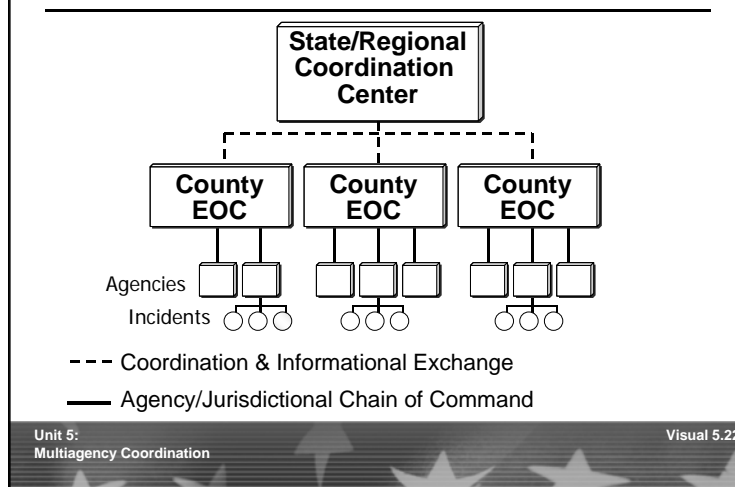 State/Regional
Coordination
Center
County
EOC
County
EOC
County
EOC
Agencies
Incidents
Coordination & Informational Exchange
Agency/Jurisdictional Chain of Command
Unit 5:
Multiagency Coordination
Visual 5.22